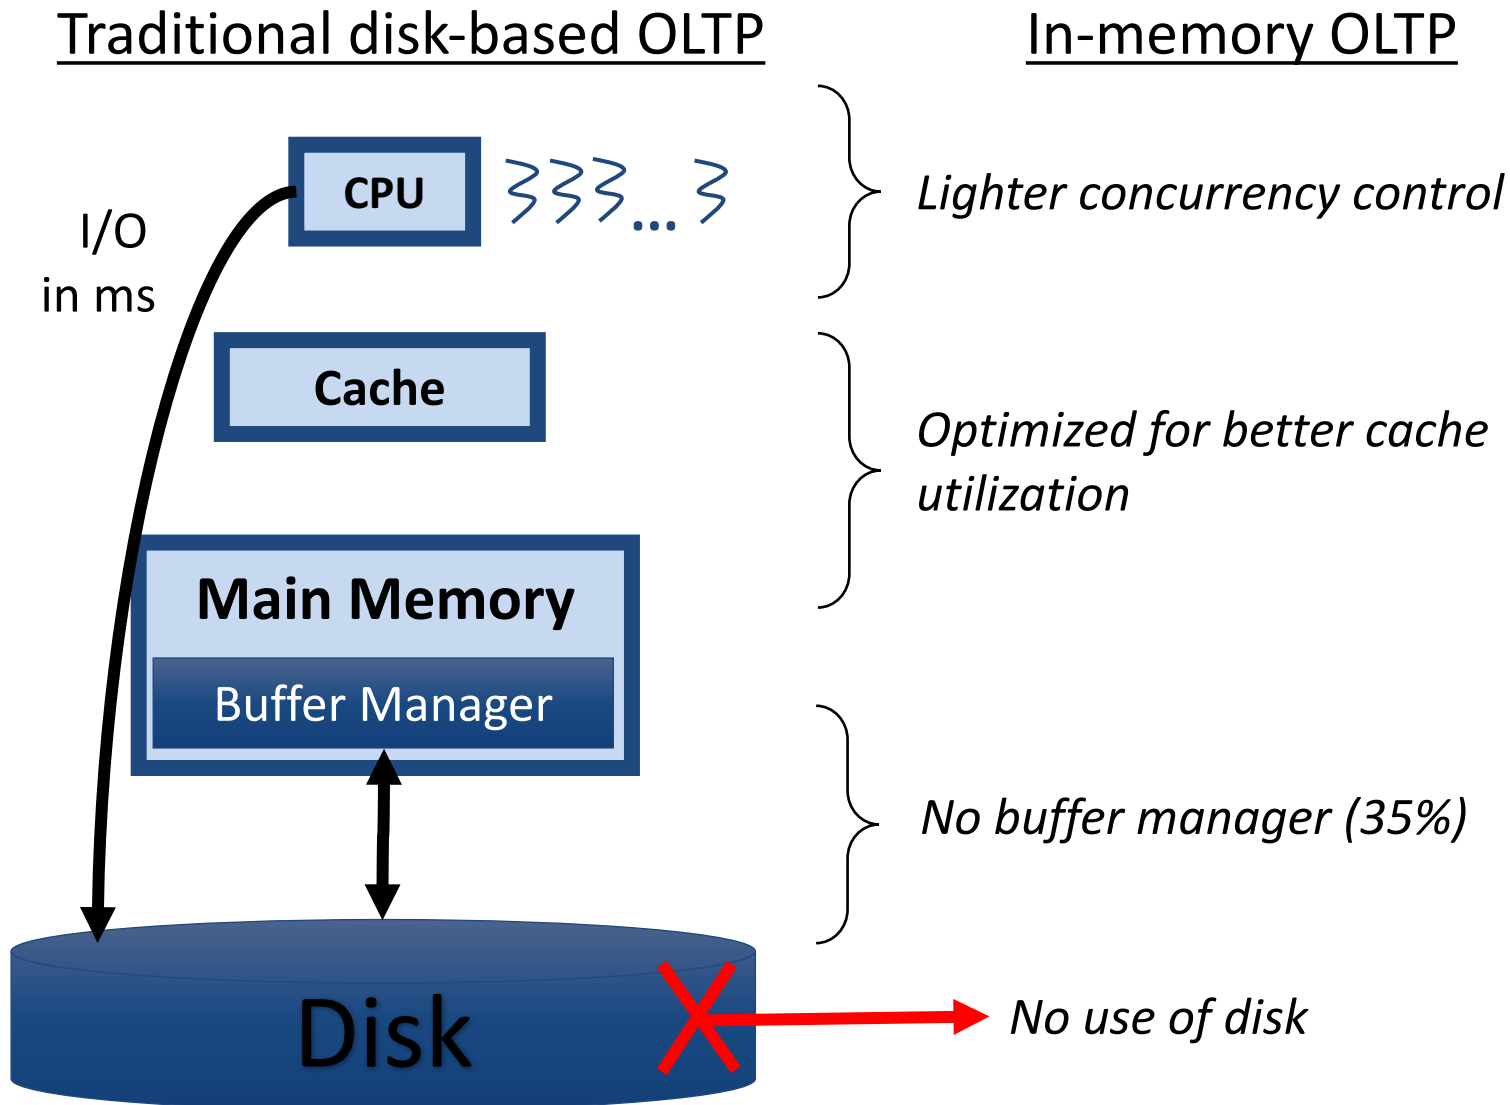 Traditional disk-based OLTP
In-memory OLTP
CPU
...
Lighter concurrency control
I/O
in ms
Cache
Optimized for better cache
utilization
Main Memory
Buffer Manager
No buffer manager (35%)
Disk
No use of disk